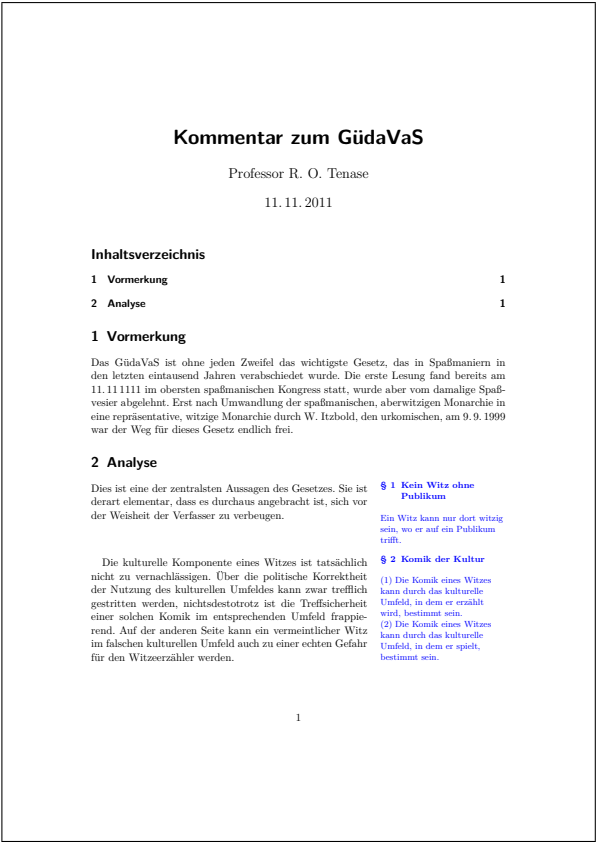 Kommentar zum GüdaVaS
Professor R. O. Tenase
11. 11. 2011
Inhaltsverzeichnis
1 Vormerkung 1
2 Analyse 1
1 Vormerkung
Das GüdaVaS ist ohne jeden Zweifel das wichtigste Gesetz, das in Spaßmaniern in
den letzten eintausend Jahren verabschiedet wurde. Die erste Lesung fand bereits am
11. 11 1111 im obersten spaßmanischen Kongress statt, wurde aber vom damalige Spaß-
vesier abgelehnt. Erst nach Umwandlung der spaßmanischen, aberwitzigen Monarchie in
eine repräsentative, witzige Monarchie durch W. Itzbold, den urkomischen, am 9. 9. 1999
war der Weg für dieses Gesetz endlich frei.
2 Analyse
Dies ist eine der zentralsten Aussagen des Gesetzes. Sie ist
derart elementar, dass es durchaus angebracht ist, sich vor
der Weisheit der Verfasser zu verbeugen.
§ 1 Kein Witz ohne
Publikum
Ein Witz kann nur dort witzig
sein, wo er auf ein Publikum
trifft.
Die kulturelle Komponente eines Witzes ist tatsächlich
nicht zu vernachlässigen. Über die politische Korrektheit
der Nutzung des kulturellen Umfeldes kann zwar trefflich
gestritten werden, nichtsdestotrotz ist die Treffsicherheit
einer solchen Komik im entsprechenden Umfeld frappie-
rend. Auf der anderen Seite kann ein vermeintlicher Witz
im falschen kulturellen Umfeld auch zu einer echten Gefahr
für den Witzeerzähler werden.
§ 2 Komik der Kultur
(1) Die Komik eines Witzes
kann durch das kulturelle
Umfeld, in dem er erzählt
wird, bestimmt sein.
(2) Die Komik eines Witzes
kann durch das kulturelle
Umfeld, in dem er spielt,
bestimmt sein.
1